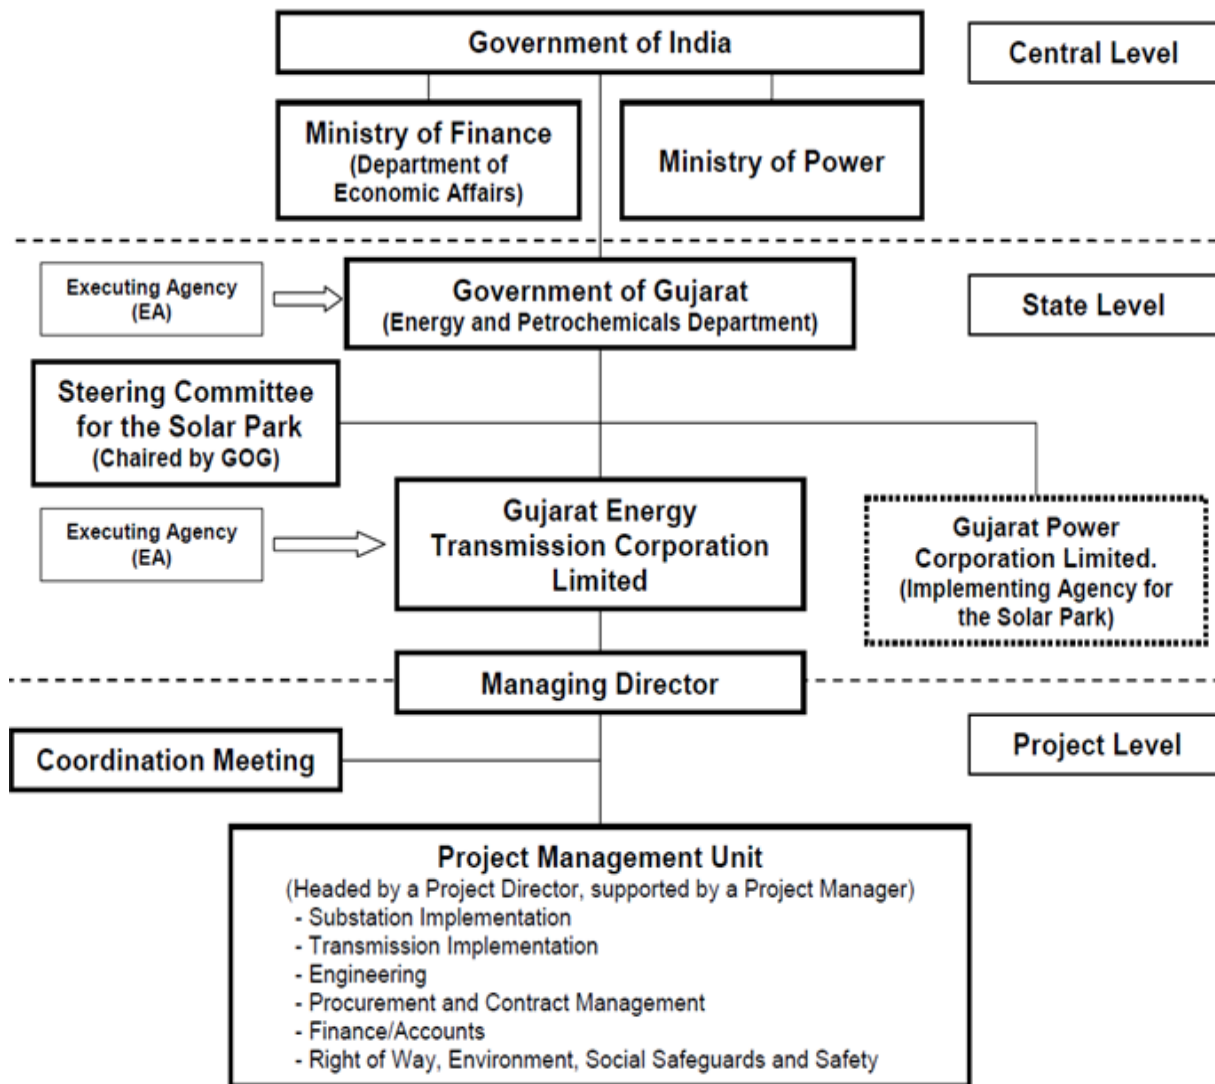 Government of India
Central Level
Ministry of Finance
(Department of
Economic Affairs)
Ministry of Power
Executing Agency
(EA)
Government of Gujarat
(Energy and Petrochemicals Department)
State Level
Steering Committee
for the Solar Park
(Chaired by GOG)
Executing Agency
(EA)
Gujarat Energy
Transmission Corporation
Limited
Gujarat Power
Corporation Limited.
(Implementing Agency for
the Solar Park)
Managing Director
Coordination Meeting
Project Level
Project Management Unit
(Headed by a Project Director, supported by a Project Manager)
- Substation Implementation
- Transmission Implementation
- Engineering
- Procurement and Contract Management
- Finance/Accounts
- Right of Way, Environment, Social Safeguards and Safety